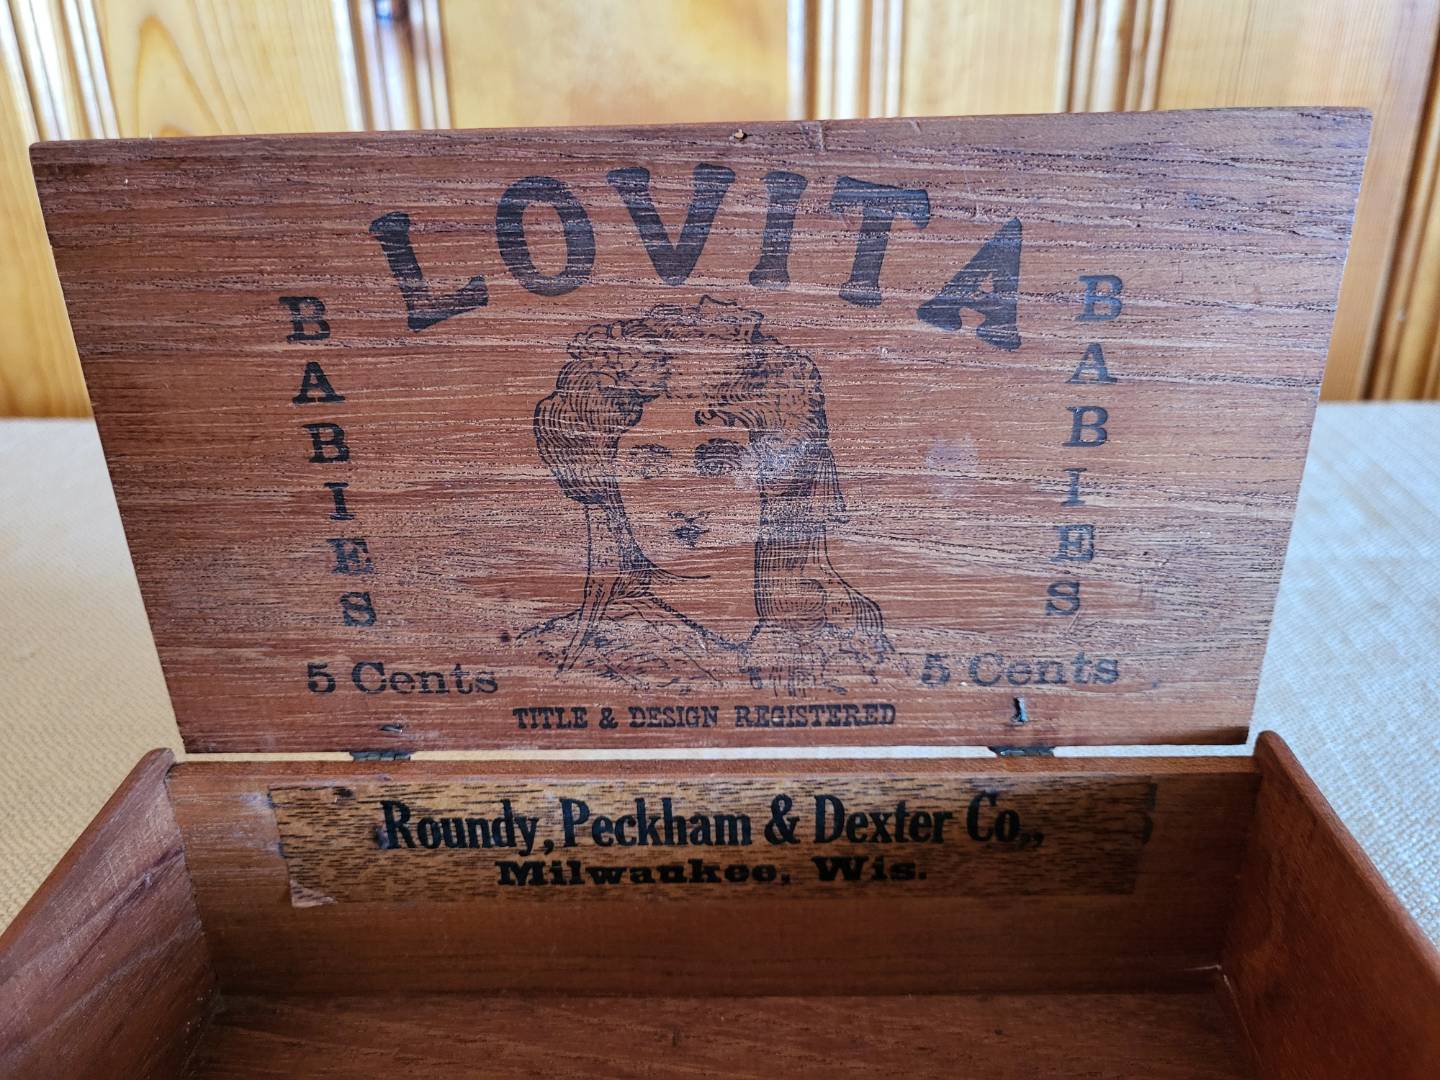 LOVITA
BABIES
BABIES
5 Cents
5 Cents
TITLE & DESIGN REGISTERED
Roundy, Peckham & Dexter Co.,
Milwaukee, Wis.